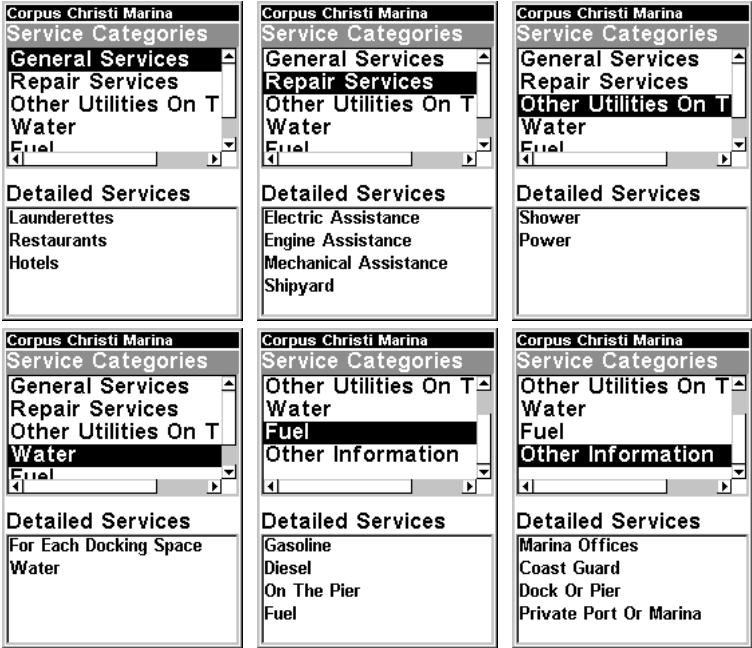 Corpus Christi Marina
Service Categories
General Services
Repair Services
Other Utilities On T
Water
Fuel
Detailed Services
Launderettes
Restaurants
Hotels
Corpus Christi Marina
Service Categories
General Services
Repair Services
Other Utilities On T
Water
Fuel
Detailed Services
Electric Assistance
Engine Assistance
Mechanical Assistance
Shipyard
Corpus Christi Marina
Service Categories
General Services
Repair Services
Other Utilities On T
Water
Fuel
Detailed Services
Shower
Power
Corpus Christi Marina
Service Categories
General Services
Repair Services
Other Utilities On T
Water
Fuel
Detailed Services
For Each Docking Space
Water
Corpus Christi Marina
Service Categories
Other Utilities On T
Water
Fuel
Other Information
Detailed Services
Gasoline
Diesel
On The Pier
Fuel
Corpus Christi Marina
Service Categories
Other Utilities On T
Water
Fuel
Other Information
Detailed Services
Marina Offices
Coast Guard
Dock Or Pier
Private Port Or Marina